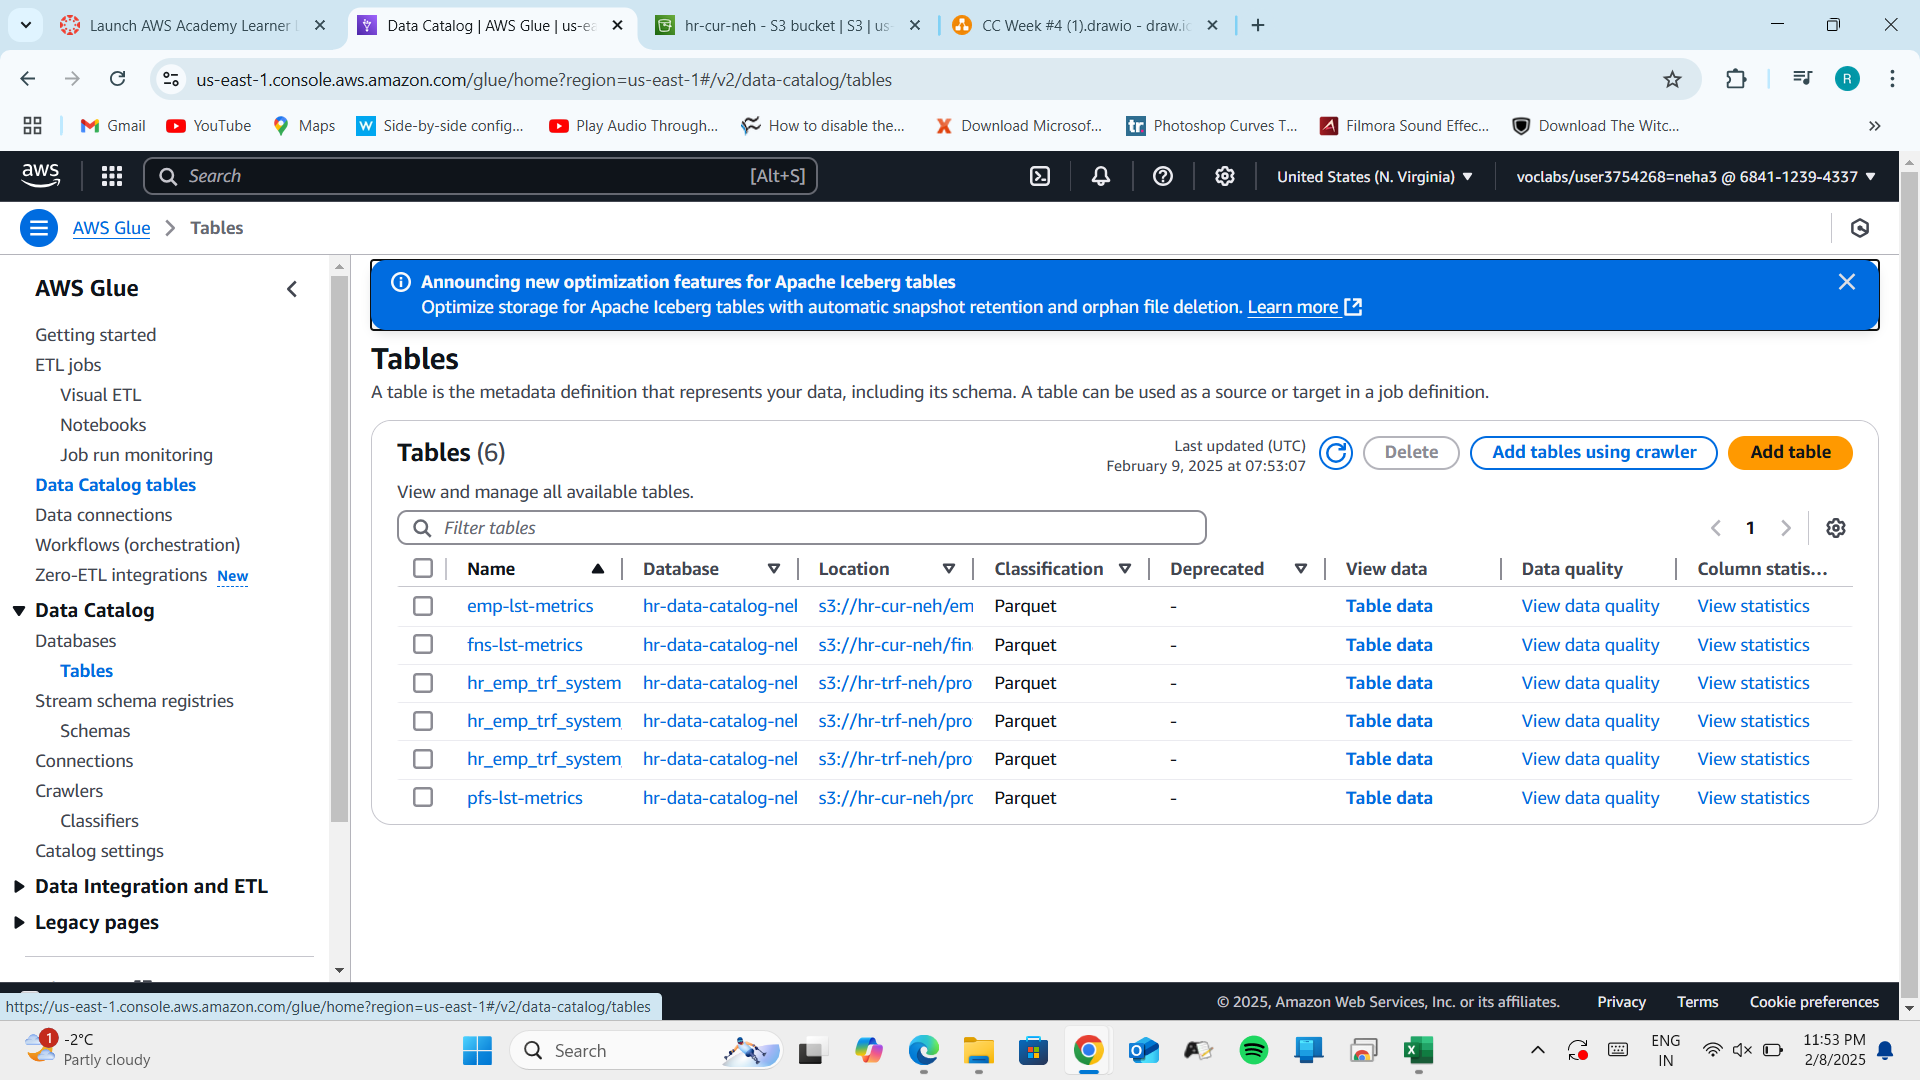 Launch AWS Academy Learner L
Data Catalog | AWS Glue | us-ea
hr-cur-neh - S3 bucket | S3 | us-
CC Week #4 (1).drawio - draw.io
us-east-1.console.aws.amazon.com/glue/home?region=us-east-1#/v2/data-catalog/tables
R
Gmail
YouTube
Maps
Side-by-side config...
Play Audio Through...
How to disable the...
Download Microsof...
Photoshop Curves T...
Filmora Sound Effec...
Download The Witc...
aws
Search
[Alt+S]
United States (N. Virginia)
voclabs/user3754268=neha3 @ 6841-1239-4337
AWS Glue
Tables
AWS Glue
Getting started
ETL jobs
Visual ETL
Notebooks
Job run monitoring
Data Catalog tables
Data connections
Workflows (orchestration)
Zero-ETL integrations New
Data Catalog
Databases
Tables
Stream schema registries
Schemas
Connections
Crawlers
Classifiers
Catalog settings
Data Integration and ETL
Legacy pages
Announcing new optimization features for Apache Iceberg tables
Optimize storage for Apache Iceberg tables with automatic snapshot retention and orphan file deletion. Learn more
Tables
A table is the metadata definition that represents your data, including its schema. A table can be used as a source or target in a job definition.
Tables (6)
Last updated (UTC)
February 9, 2025 at 07:53:07
Delete
Add tables using crawler
Add table
View and manage all available tables.
Filter tables
1
Name Database Location Classification Deprecated View data Data quality Column statis...
emp-lst-metrics hr-data-catalog-neh s3://hr-cur-neh/em Parquet - Table data View data quality View statistics
fns-lst-metrics hr-data-catalog-neh s3://hr-cur-neh/fin Parquet - Table data View data quality View statistics
hr_emp_trf_system hr-data-catalog-neh s3://hr-trf-neh/pro Parquet - Table data View data quality View statistics
hr_emp_trf_system hr-data-catalog-neh s3://hr-trf-neh/pro Parquet - Table data View data quality View statistics
hr_emp_trf_system hr-data-catalog-neh s3://hr-trf-neh/pro Parquet - Table data View data quality View statistics
pfs-lst-metrics hr-data-catalog-neh s3://hr-cur-neh/pro Parquet - Table data View data quality View statistics
https://us-east-1.console.aws.amazon.com/glue/home?region=us-east-1#/v2/data-catalog/tables
© 2025, Amazon Web Services, Inc. or its affiliates.
Privacy
Terms
Cookie preferences
1
-2°C
Partly cloudy
Search
ENG
IN
11:53 PM
2/8/2025